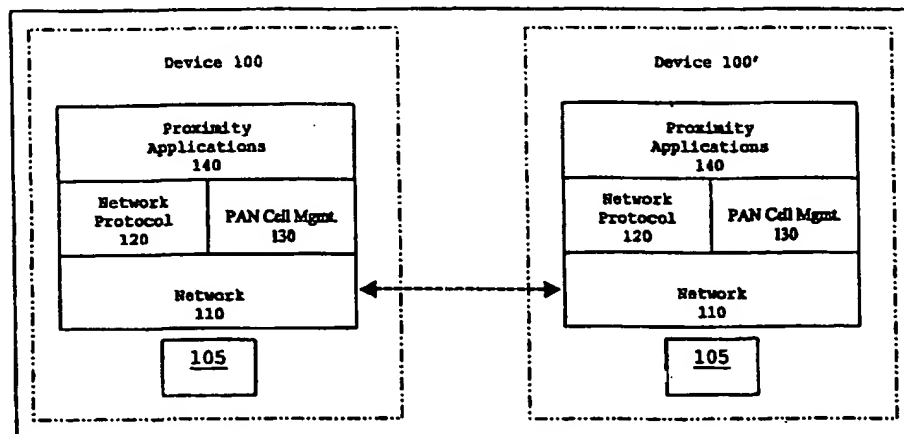 Device 100
Proximity
Applications
140
Network
Protocol
120
PAN Cell Mgmt.
130
Network
110
105
Device 100'
Proximity
Applications
140
Network
Protocol
120
PAN Cell Mgmt.
130
Network
110
105